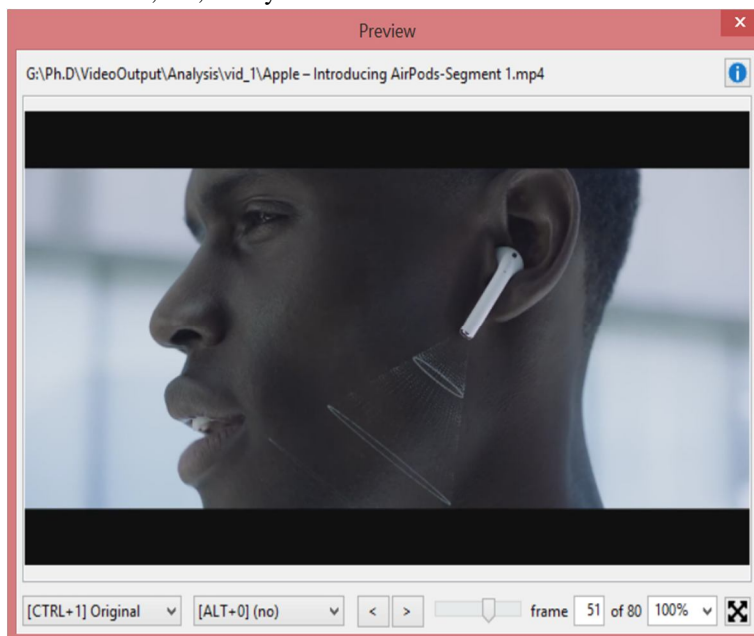 Preview
x
G:\Ph.D\VideoOutput\Analysis\vid_1\Apple – Introducing AirPods-Segment 1.mp4
[CTRL+1] Original [ALT+0] (no) < > frame 51 of 80 100%